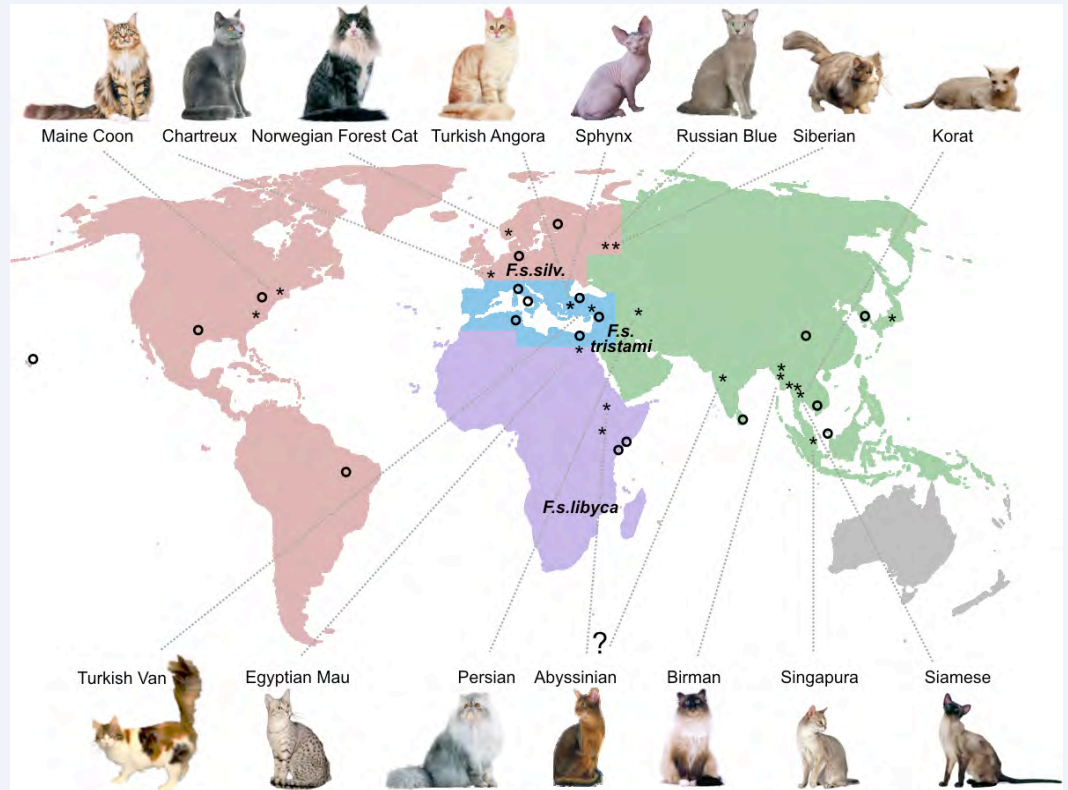 Maine Coon
Chartreux
Norwegian Forest Cat
Turkish Angora
Sphynx
Russian Blue
Siberian
Korat
F.s.silv.
F.s.
tristami
F.s.libyca
?
Turkish Van
Egyptian Mau
Persian
Abyssinian
Birman
Singapura
Siamese